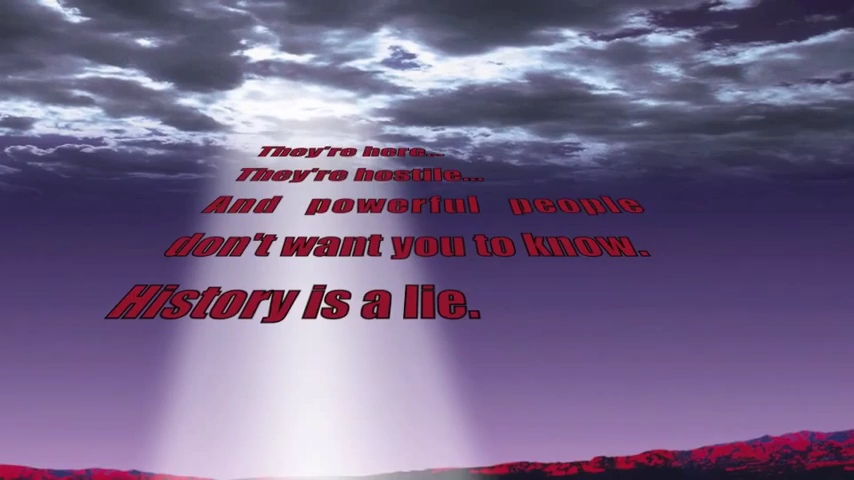 They're here...
They're hostile...
And powerful people
don't want you to know.
History is a lie.